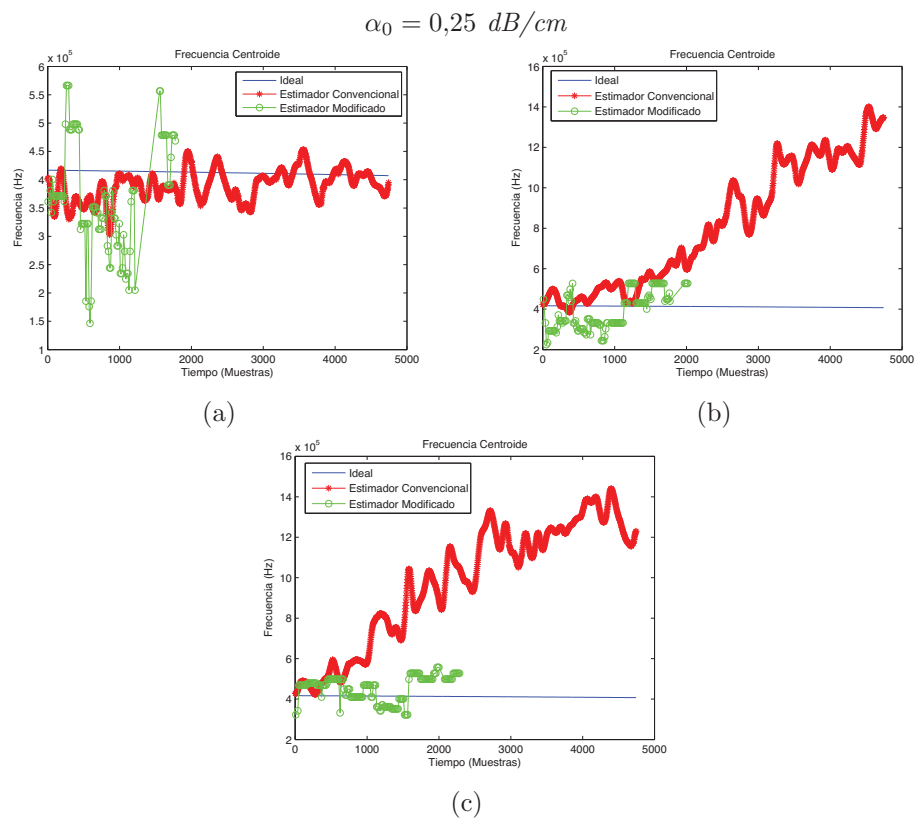 α₀ = 0,25 dB/cm
Frecuencia Centroide
x 10⁵
Ideal
Estimador Convencional
Estimador Modificado
6
5.5
5
4.5
4
3.5
3
2.5
2
1.5
1
0
1000
2000
3000
4000
5000
Frecuencia (Hz)
Tiempo (Muestras)
(a)
Frecuencia Centroide
x 10⁵
Ideal
Estimador Convencional
Estimador Modificado
16
14
12
10
8
6
4
2
0
1000
2000
3000
4000
5000
Frecuencia (Hz)
Tiempo (Muestras)
(b)
Frecuencia Centroide
x 10⁵
Ideal
Estimador Convencional
Estimador Modificado
16
14
12
10
8
6
4
2
0
1000
2000
3000
4000
5000
Frecuencia (Hz)
Tiempo (Muestras)
(c)